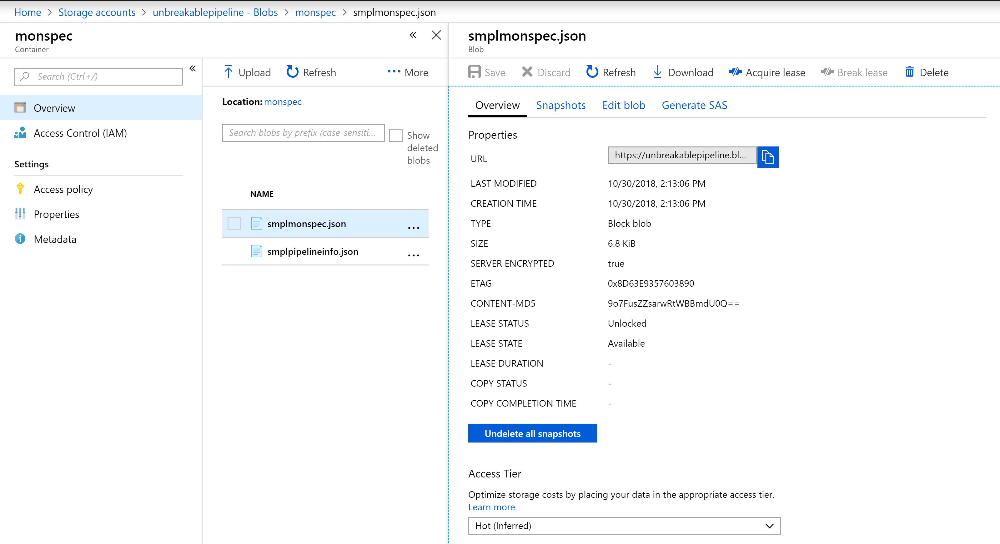 Home > Storage accounts > unbreakablepipeline - Blobs > monspec > smplmonspec.json
monspec
Container
Search (Ctrl+/)
Overview
Access Control (IAM)
Settings
Access policy
Properties
Metadata
Upload Refresh ... More
Location: monspec
Search blobs by prefix (case-sensiti...
Show
deleted
blobs
NAME
smplmonspec.json ...
smplpipelineinfo.json ...
smplmonspec.json
Blob
Save Discard Refresh Download Acquire lease Break lease Delete
Overview Snapshots Edit blob Generate SAS
Properties
URL https://unbreakablepipeline.bl...
LAST MODIFIED 10/30/2018, 2:13:06 PM
CREATION TIME 10/30/2018, 2:13:06 PM
TYPE Block blob
SIZE 6.8 KiB
SERVER ENCRYPTED true
ETAG 0x8D63E9357603890
CONTENT-MD5 9o7FusZZsarwRtWBBmdU0Q==
LEASE STATUS Unlocked
LEASE STATE Available
LEASE DURATION -
COPY STATUS -
COPY COMPLETION TIME -
Undelete all snapshots
Access Tier
Optimize storage costs by placing your data in the appropriate access tier.
Learn more
Hot (Inferred)